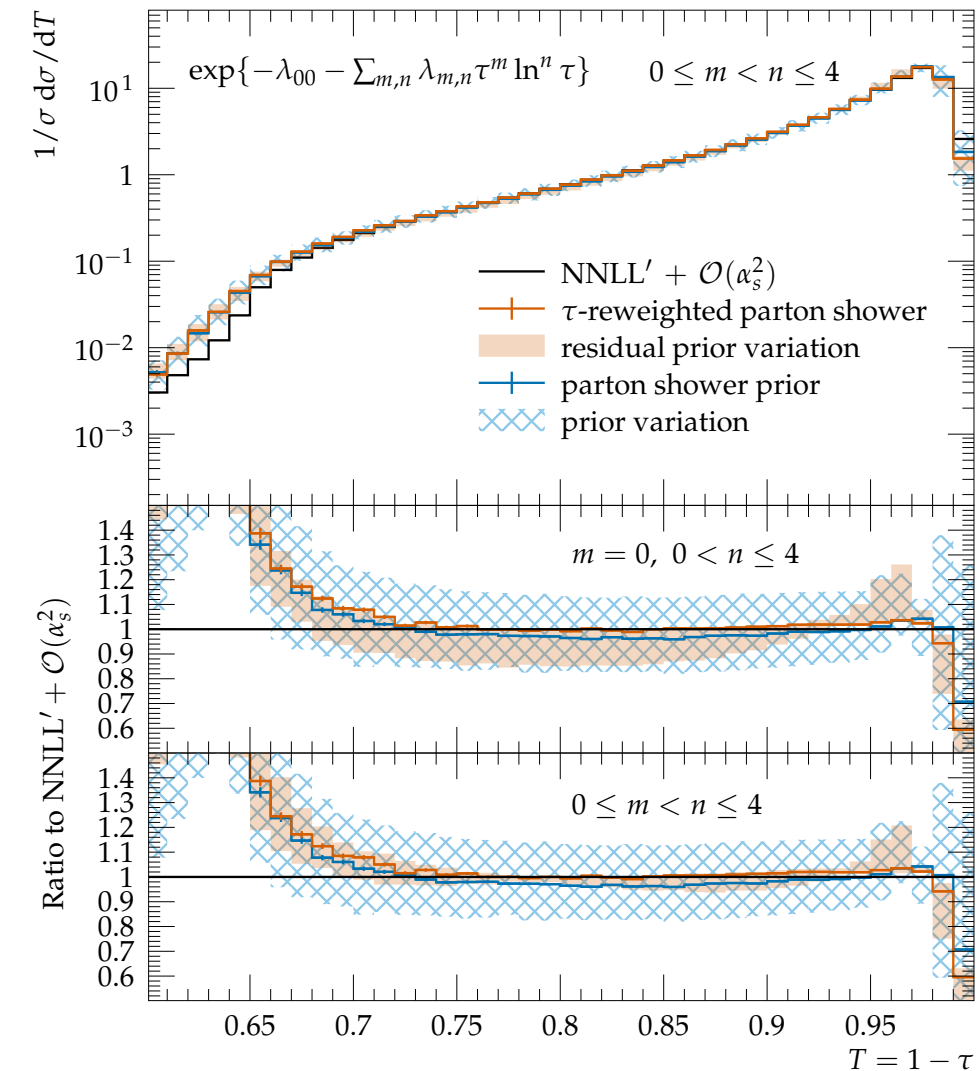 1/σ dσ/dT
exp{−λ₀₀ − ∑ₘ,ₙ λₘ,ₙ τᵐ lnⁿ τ} 0 ≤ m < n ≤ 4
10¹
1
10⁻¹
10⁻²
10⁻³
NNLL′ + 𝒪(αₛ²)
τ-reweighted parton shower
residual prior variation
parton shower prior
prior variation
Ratio to NNLL′ + 𝒪(αₛ²)
m = 0, 0 < n ≤ 4
1.4
1.3
1.2
1.1
1
0.9
0.8
0.7
0.6
0 ≤ m < n ≤ 4
1.4
1.3
1.2
1.1
1
0.9
0.8
0.7
0.6
0.65 0.7 0.75 0.8 0.85 0.9 0.95
T = 1 − τ